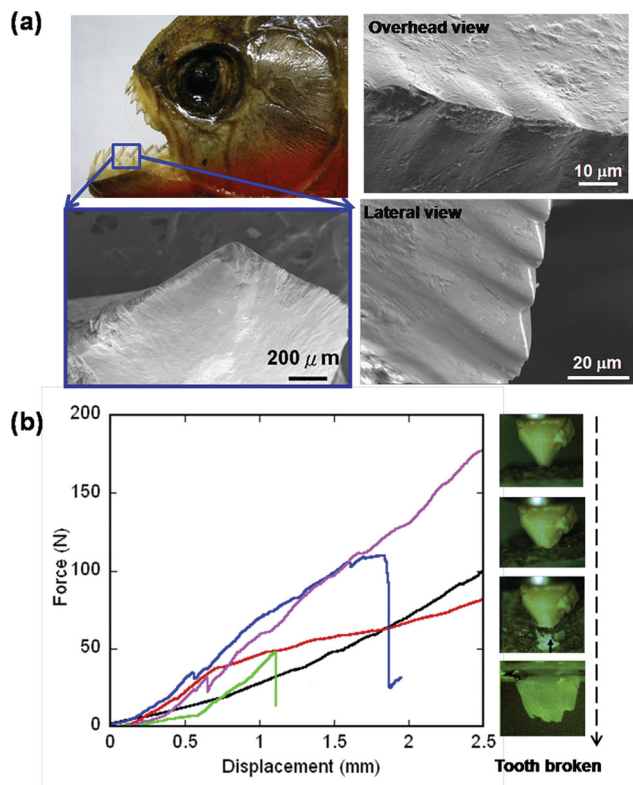 (a)
Overhead view
10 μm
Lateral view
200 μm
20 μm
(b)
200
150
100
50
0
Force (N)
0 0.5 1 1.5 2 2.5
Displacement (mm)
Tooth broken